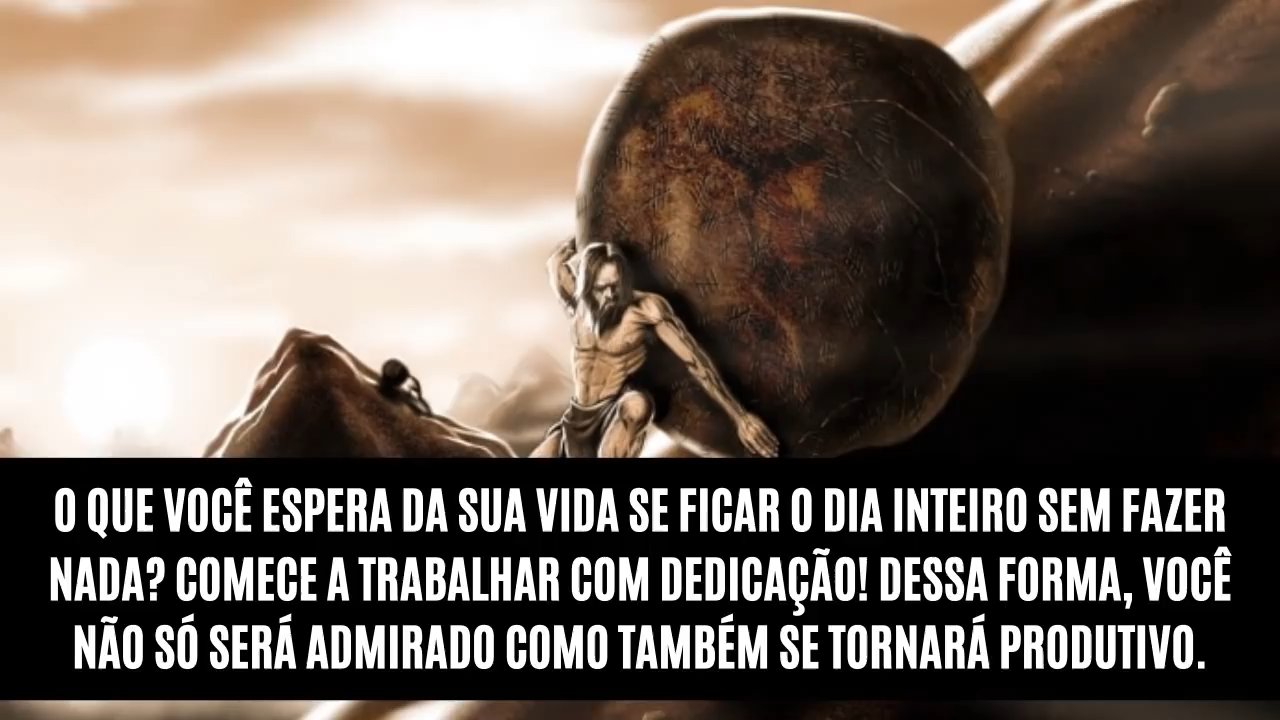 O QUE VOCÊ ESPERA DA SUA VIDA SE FICAR O DIA INTEIRO SEM FAZER
NADA? COMECE A TRABALHAR COM DEDICAÇÃO! DESSA FORMA, VOCÊ
NÃO SÓ SERÁ ADMIRADO COMO TAMBÉM SE TORNARÁ PRODUTIVO.